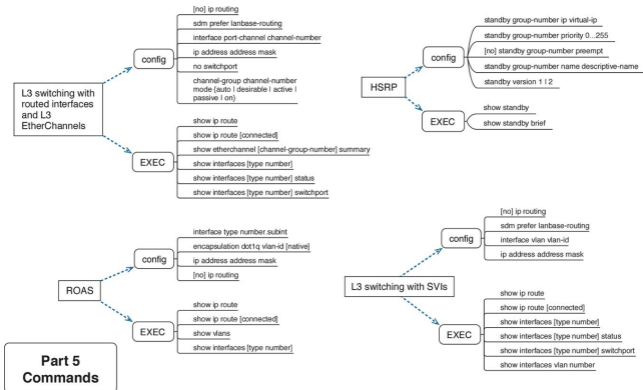 [no] ip routing
sdm prefer lanbase-routing
interface port-channel channel-number
ip address address mask
no switchport
channel-group channel-number
mode {auto | desirable | active |
passive | on}
config
L3 switching with
routed interfaces
and L3
EtherChannels
EXEC
show ip route
show ip route [connected]
show etherchannel [channel-group-number] summary
show interfaces [type number]
show interfaces [type number] status
show interfaces [type number] switchport
standby group-number ip virtual-ip
standby group-number priority 0...255
[no] standby group-number preempt
standby group-number name descriptive-name
standby version 1 | 2
config
HSRP
EXEC
show standby
show standby brief
interface type number.subint
encapsulation dot1q vlan-id [native]
ip address address mask
[no] ip routing
config
ROAS
EXEC
show ip route
show ip route [connected]
show vlans
show interfaces [type number]
[no] ip routing
sdm prefer lanbase-routing
interface vlan vlan-id
ip address address mask
config
L3 switching with SVIs
EXEC
show ip route
show ip route [connected]
show interfaces [type number]
show interfaces [type number] status
show interfaces [type number] switchport
show interfaces vlan number
Part 5
Commands